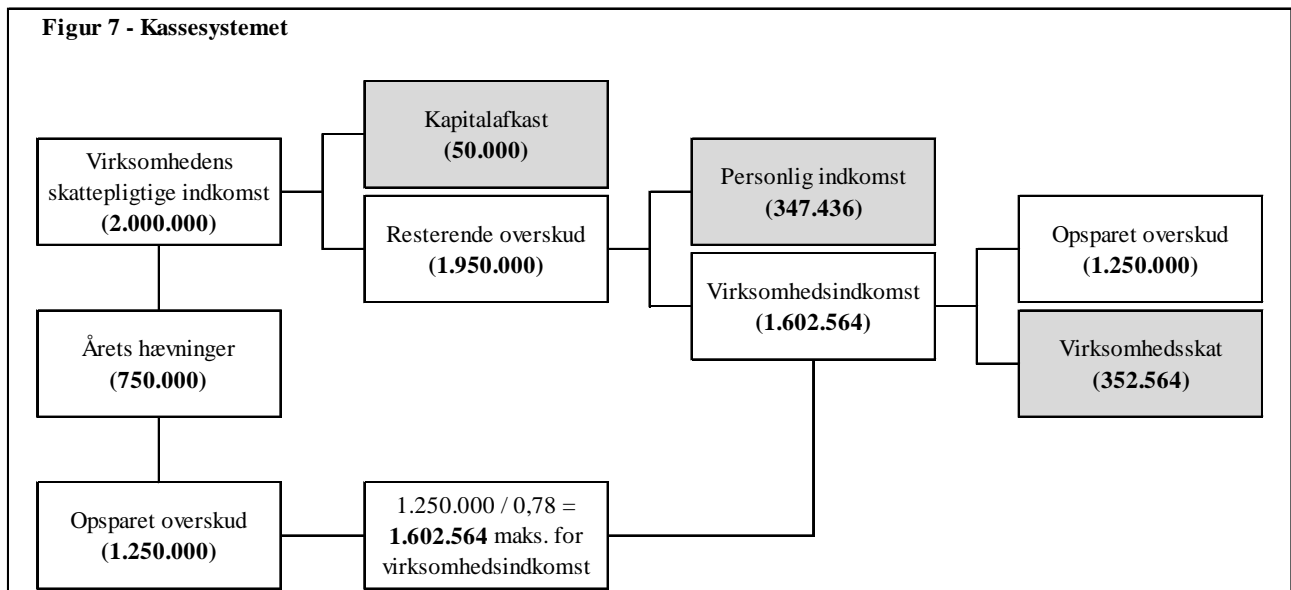 Figur 7 - Kassesystemet
Kapitalafkast
(50.000)
Virksomhedens
skattepligtige indkomst
(2.000.000)
Personlig indkomst
(347.436)
Resterende overskud
(1.950.000)
Opsparet overskud
(1.250.000)
Virksomhedsindkomst
(1.602.564)
Årets hævninger
(750.000)
Virksomhedsskat
(352.564)
Opsparet overskud
(1.250.000)
1.250.000 / 0,78 =
1.602.564 maks. for
virksomhedsindkomst